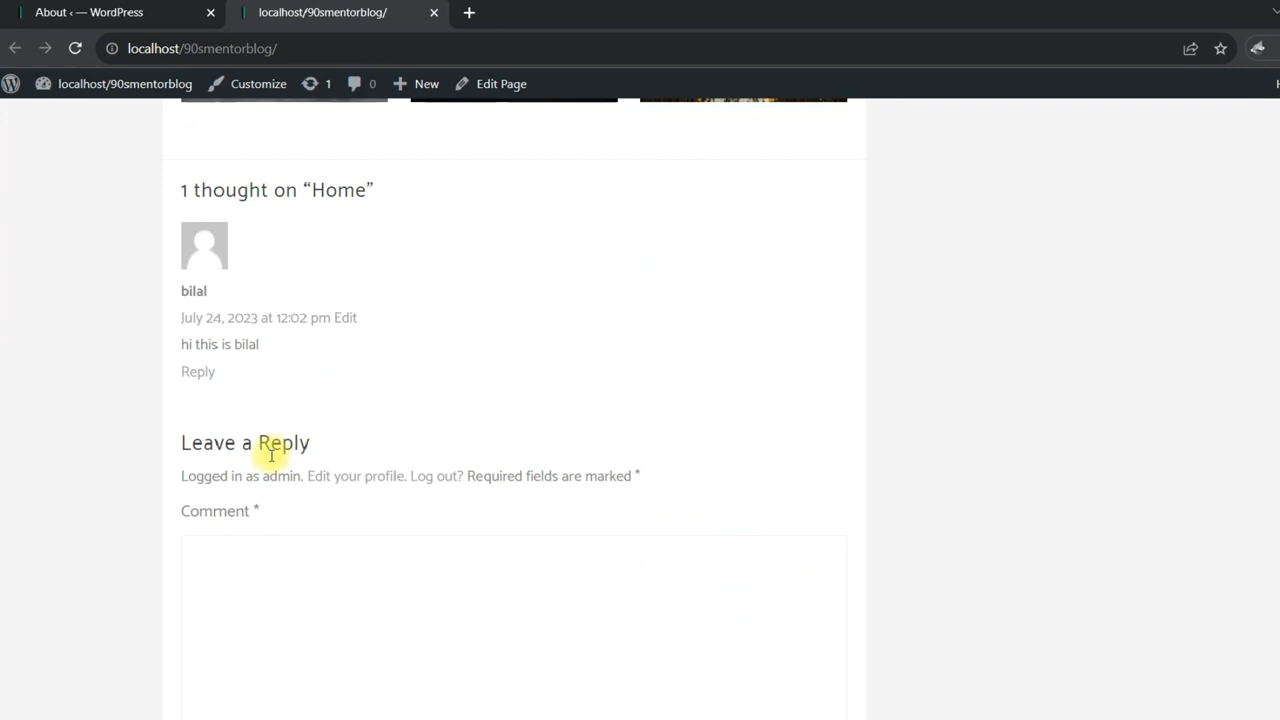 About ‹ — WordPress
localhost/90smentorblog/
localhost/90smentorblog/
localhost/90smentorblog Customize 1 0 New Edit Page
1 thought on “Home”
bilal
July 24, 2023 at 12:02 pm Edit
hi this is bilal
Reply
Leave a Reply
Logged in as admin. Edit your profile. Log out? Required fields are marked *
Comment *